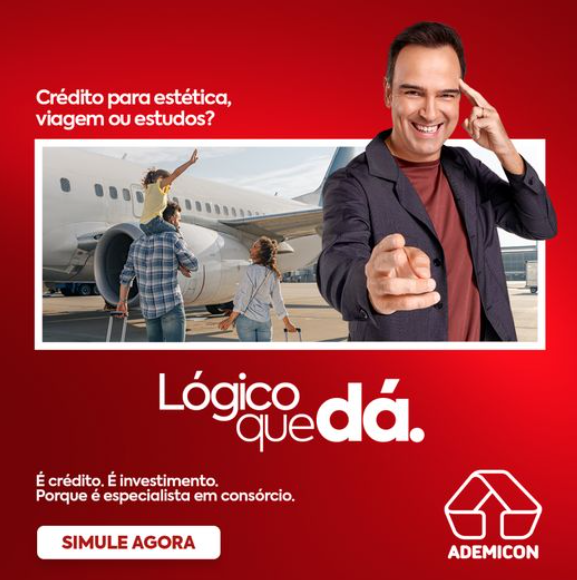 Crédito para estética,
viagem ou estudos?
Lógico
que dá.
É crédito. É investimento.
Porque é especialista em consórcio.
SIMULE AGORA
ADEMICON